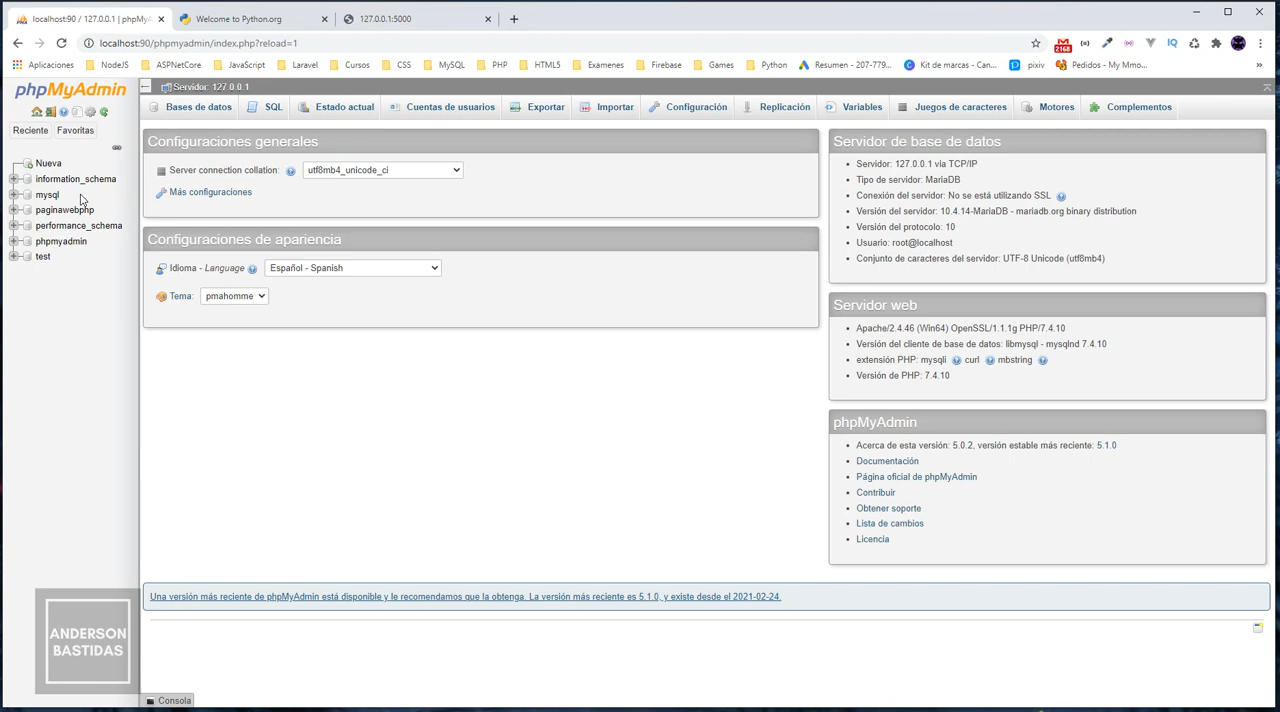 localhost:90 / 127.0.0.1 | phpMy
Welcome to Python.org
127.0.0.1:5000
localhost:90/phpmyadmin/index.php?reload=1
2168
IQ
Aplicaciones NodeJS ASPNetCore JavaScript Laravel Cursos CSS MySQL PHP HTML5 Examenes Firebase Games Python Resumen - 207-779... Kit de marcas - Can... pixiv Pedidos - My Mmo...
phpMyAdmin
Reciente Favoritas
Nueva
information_schema
mysql
paginawebphp
performance_schema
phpmyadmin
test
Servidor: 127.0.0.1
Bases de datos SQL Estado actual Cuentas de usuarios Exportar Importar Configuración Replicación Variables Juegos de caracteres Motores Complementos
Configuraciones generales
Server connection collation: utf8mb4_unicode_ci
Más configuraciones
Configuraciones de apariencia
Idioma - Language Español - Spanish
Tema: pmahomme
Servidor de base de datos
Servidor: 127.0.0.1 via TCP/IP
Tipo de servidor: MariaDB
Conexión del servidor: No se está utilizando SSL
Versión del servidor: 10.4.14-MariaDB - mariadb.org binary distribution
Versión del protocolo: 10
Usuario: root@localhost
Conjunto de caracteres del servidor: UTF-8 Unicode (utf8mb4)
Servidor web
Apache/2.4.46 (Win64) OpenSSL/1.1.1g PHP/7.4.10
Versión del cliente de base de datos: libmysql - mysqlnd 7.4.10
extensión PHP: mysqli curl mbstring
Versión de PHP: 7.4.10
phpMyAdmin
Acerca de esta versión: 5.0.2, versión estable más reciente: 5.1.0
Documentación
Página oficial de phpMyAdmin
Contribuir
Obtener soporte
Lista de cambios
Licencia
Una versión más reciente de phpMyAdmin está disponible y le recomendamos que la obtenga. La versión más reciente es 5.1.0, y existe desde el 2021-02-24.
ANDERSON
BASTIDAS
Consola